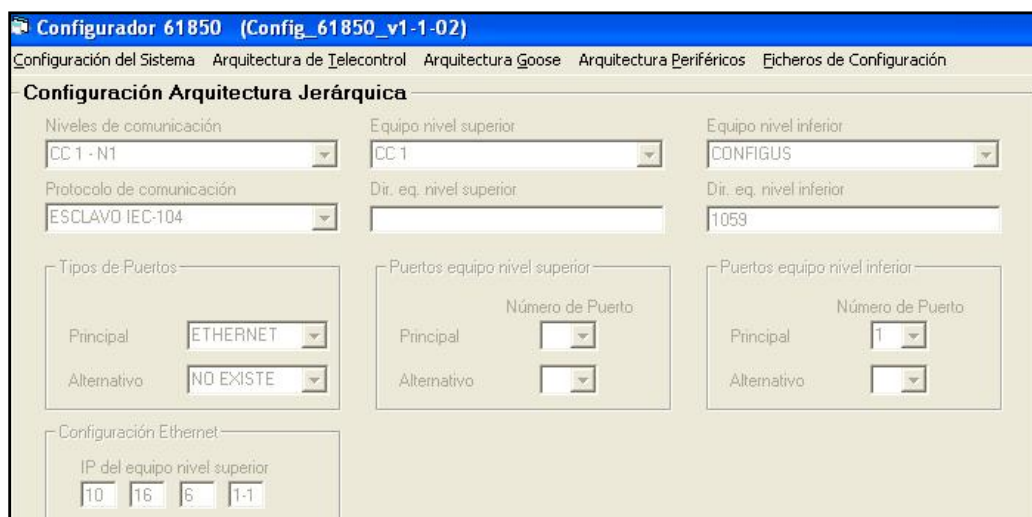 Configurador 61850 (Config_61850_v1-1-02)
Configuración del Sistema Arquitectura de Telecontrol Arquitectura Goose Arquitectura Periféricos Ficheros de Configuración
Configuración Arquitectura Jerárquica
Niveles de comunicación Equipo nivel superior Equipo nivel inferior
CC 1 - N1 CC 1 CONFIGUS
Protocolo de comunicación Dir. eq. nivel superior Dir. eq. nivel inferior
ESCLAVO IEC-104 1059
Tipos de Puertos Puertos equipo nivel superior Puertos equipo nivel inferior
Número de Puerto Número de Puerto
Principal ETHERNET Principal Principal 1
Alternativo NO EXISTE Alternativo Alternativo
Configuración Ethernet
IP del equipo nivel superior
10 16 6 1-1